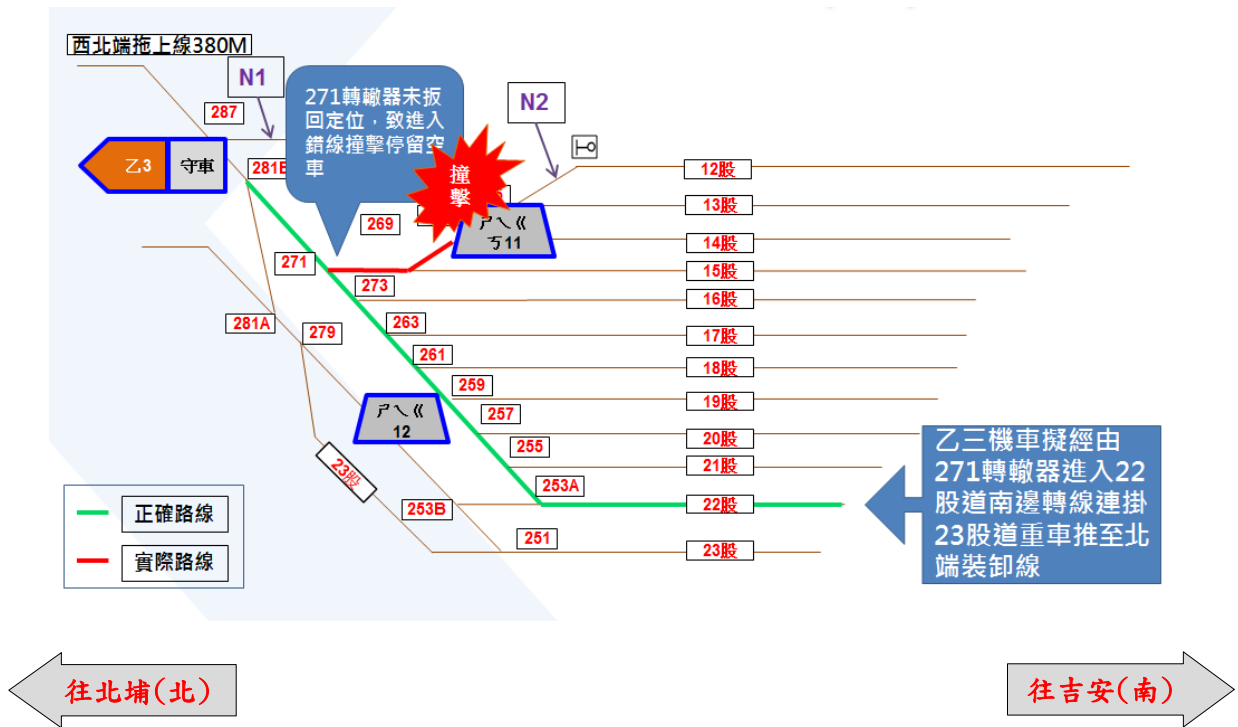 西北端拖上線380M
N1
287
271轉轍器未扳
回定位，致進入
錯線撞擊停留空
車
N2
乙3
守車
281B
撞
擊
12股
13股
269
ㄕㄟㄍ
ㄎ11
14股
271
15股
273
16股
281A
279
263
17股
261
18股
259
19股
ㄕㄟㄍ
12
257
20股
255
21股
23股
253A
253B
22股
251
23股
乙三機車擬經由
271轉轍器進入22
股道南邊轉線連掛
23股道重車推至北
端裝卸線
正確路線
實際路線
往北埔(北)
往吉安(南)